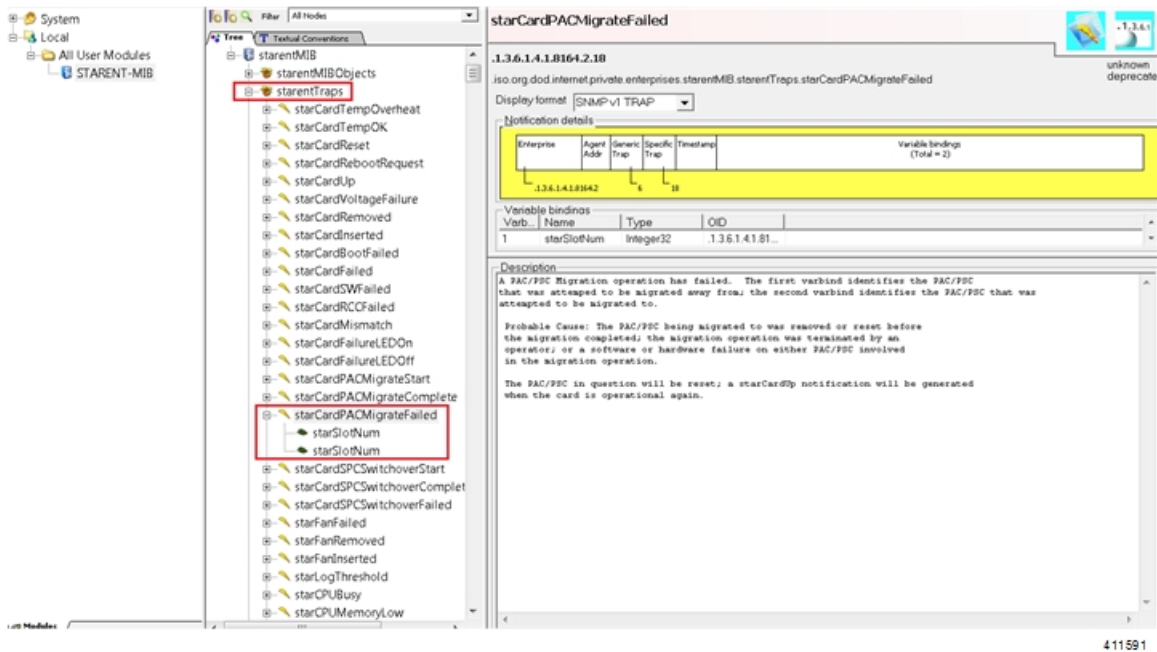 System
Local
All User Modules
STARENT-MIB
Modules
Filter All Nodes
Tree Textual Conventions
starentMIB
starentMIBObjects
starentTraps
starCardTempOverheat
starCardTempOK
starCardReset
starCardRebootRequest
starCardUp
starCardVoltageFailure
starCardRemoved
starCardInserted
starCardBootFailed
starCardFailed
starCardSWFailed
starCardRCCFailed
starCardMismatch
starCardFailureLEDOn
starCardFailureLEDOff
starCardPACMigrateStart
starCardPACMigrateComplete
starCardPACMigrateFailed
starSlotNum
starSlotNum
starCardSPCSwitchoverStart
starCardSPCSwitchoverComplet
starCardSPCSwitchoverFailed
starFanFailed
starFanRemoved
starFanInserted
starLogThreshold
starCPUBusy
starCPUMemoryLow
starCardPACMigrateFailed
.1.3.6.1
.1.3.6.1.4.1.8164.2.18
unknown
.iso.org.dod.internet.private.enterprises.starentMIB.starentTraps.starCardPACMigrateFailed
deprecate
Display format SNMPv1 TRAP
Notification details
Enterprise Agent Addr Generic Trap Specific Trap Timestamp Variable bindings
(Total = 2)
.1.3.6.1.4.1.8164.2 6 18
Variable bindings
Varb... Name Type OID
1 starSlotNum Integer32 .1.3.6.1.4.1.81...
Description
A PAC/PSC Migration operation has failed. The first varbind identifies the PAC/PSC
that was attemped to be migrated away from; the second varbind identifies the PAC/PSC that was
attempted to be migrated to.
Probable Cause: The PAC/PSC being migrated to was removed or reset before
the migration completed; the migration operation was terminated by an
operator; or a software or hardware failure on either PAC/PSC involved
in the migration operation.
The PAC/PSC in question will be reset; a starCardUp notification will be generated
when the card is operational again.
411591